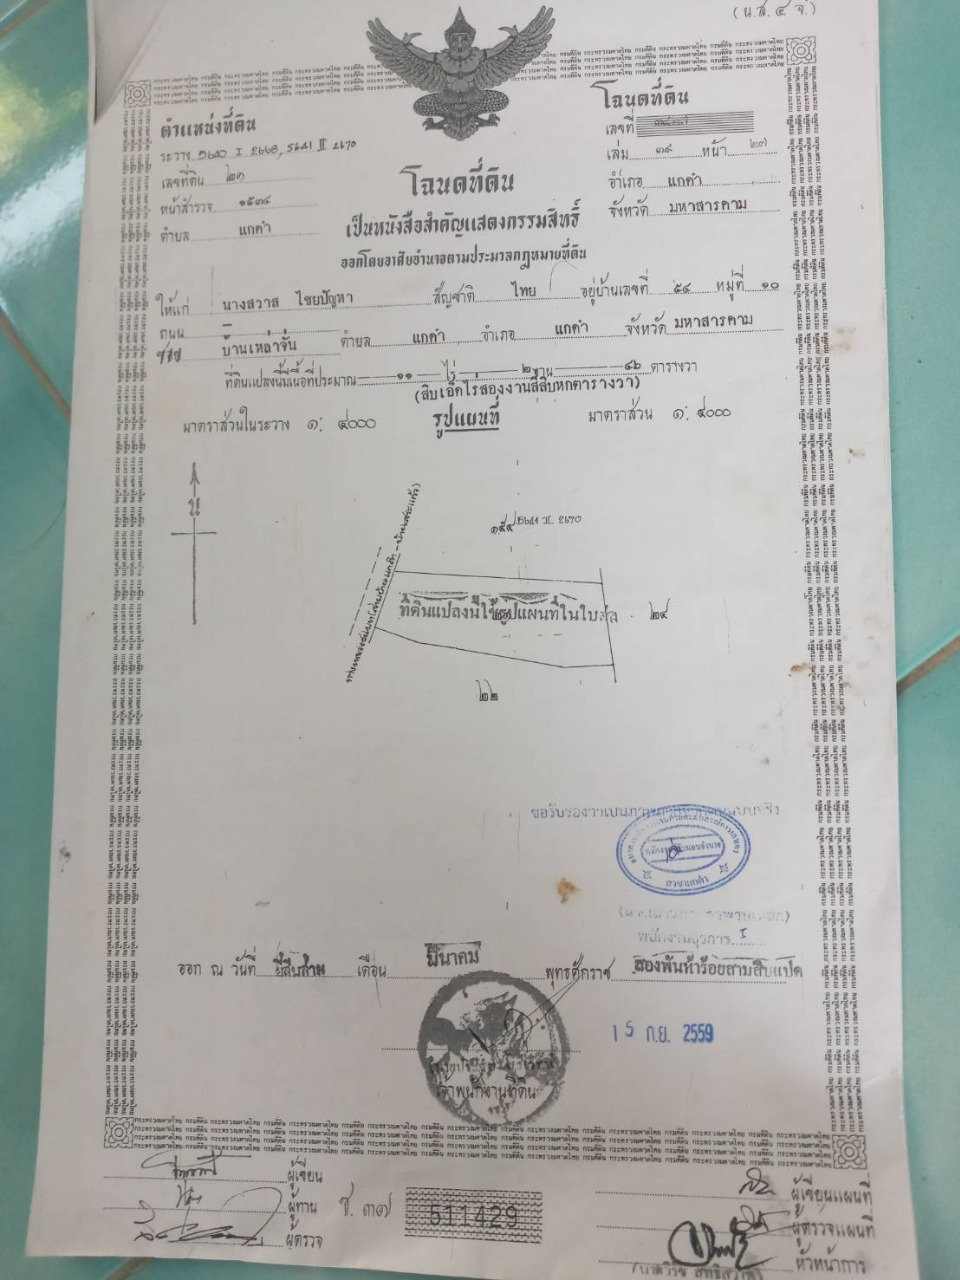 (น.ส.๔ จ.)
ตำแหน่งที่ดิน
ระวาง 5640 I 2668, 5641 II 2670
เลขที่ดิน ๒๑
หน้าสำรวจ ๑๕๓๙
ตำบล แกดำ
โฉนดที่ดิน
เลขที่
เล่ม ๓๙ หน้า ๒๗
อำเภอ แกดำ
จังหวัด มหาสารคาม
โฉนดที่ดิน
เป็นหนังสือสำคัญแสดงกรรมสิทธิ์
ออกโดยอาศัยอำนาจตามประมวลกฎหมายที่ดิน
ให้แก่ นางสวาส ไชยปัญหา สัญชาติ ไทย อยู่บ้านเลขที่ ๕๔ หมู่ที่ ๑๐
ถนน
บ้านเหล่าจั่น ตำบล แกดำ อำเภอ แกดำ จังหวัด มหาสารคาม
ที่ดินแปลงนี้มีเนื้อที่ประมาณ ๑๑ ไร่ ๒ งาน ๔๖ ตารางวา
(สิบเอ็ดไร่สองงานสี่สิบหกตารางวา)
มาตราส่วนในระวาง ๑: ๔๐๐๐ รูปแผนที่ มาตราส่วน ๑: ๔๐๐๐
น
๑๕๔ 5641 II 2670
ที่ดินแปลงนี้ใช้รูปแผนที่ในใบต่อ
๒๔
๒๒
พนักงานธุรการ
ออก ณ วันที่ ยี่สิบสาม เดือน มีนาคม พุทธศักราช สองพันห้าร้อยสามสิบแปด
15 ก.ย. 2559
เจ้าพนักงานที่ดิน
ผู้เขียน
ผู้ทาน
ผู้ตรวจ
ช. ๓๗
511429
ผู้เขียนแผนที่
ผู้ตรวจแผนที่
หัวหน้าการ